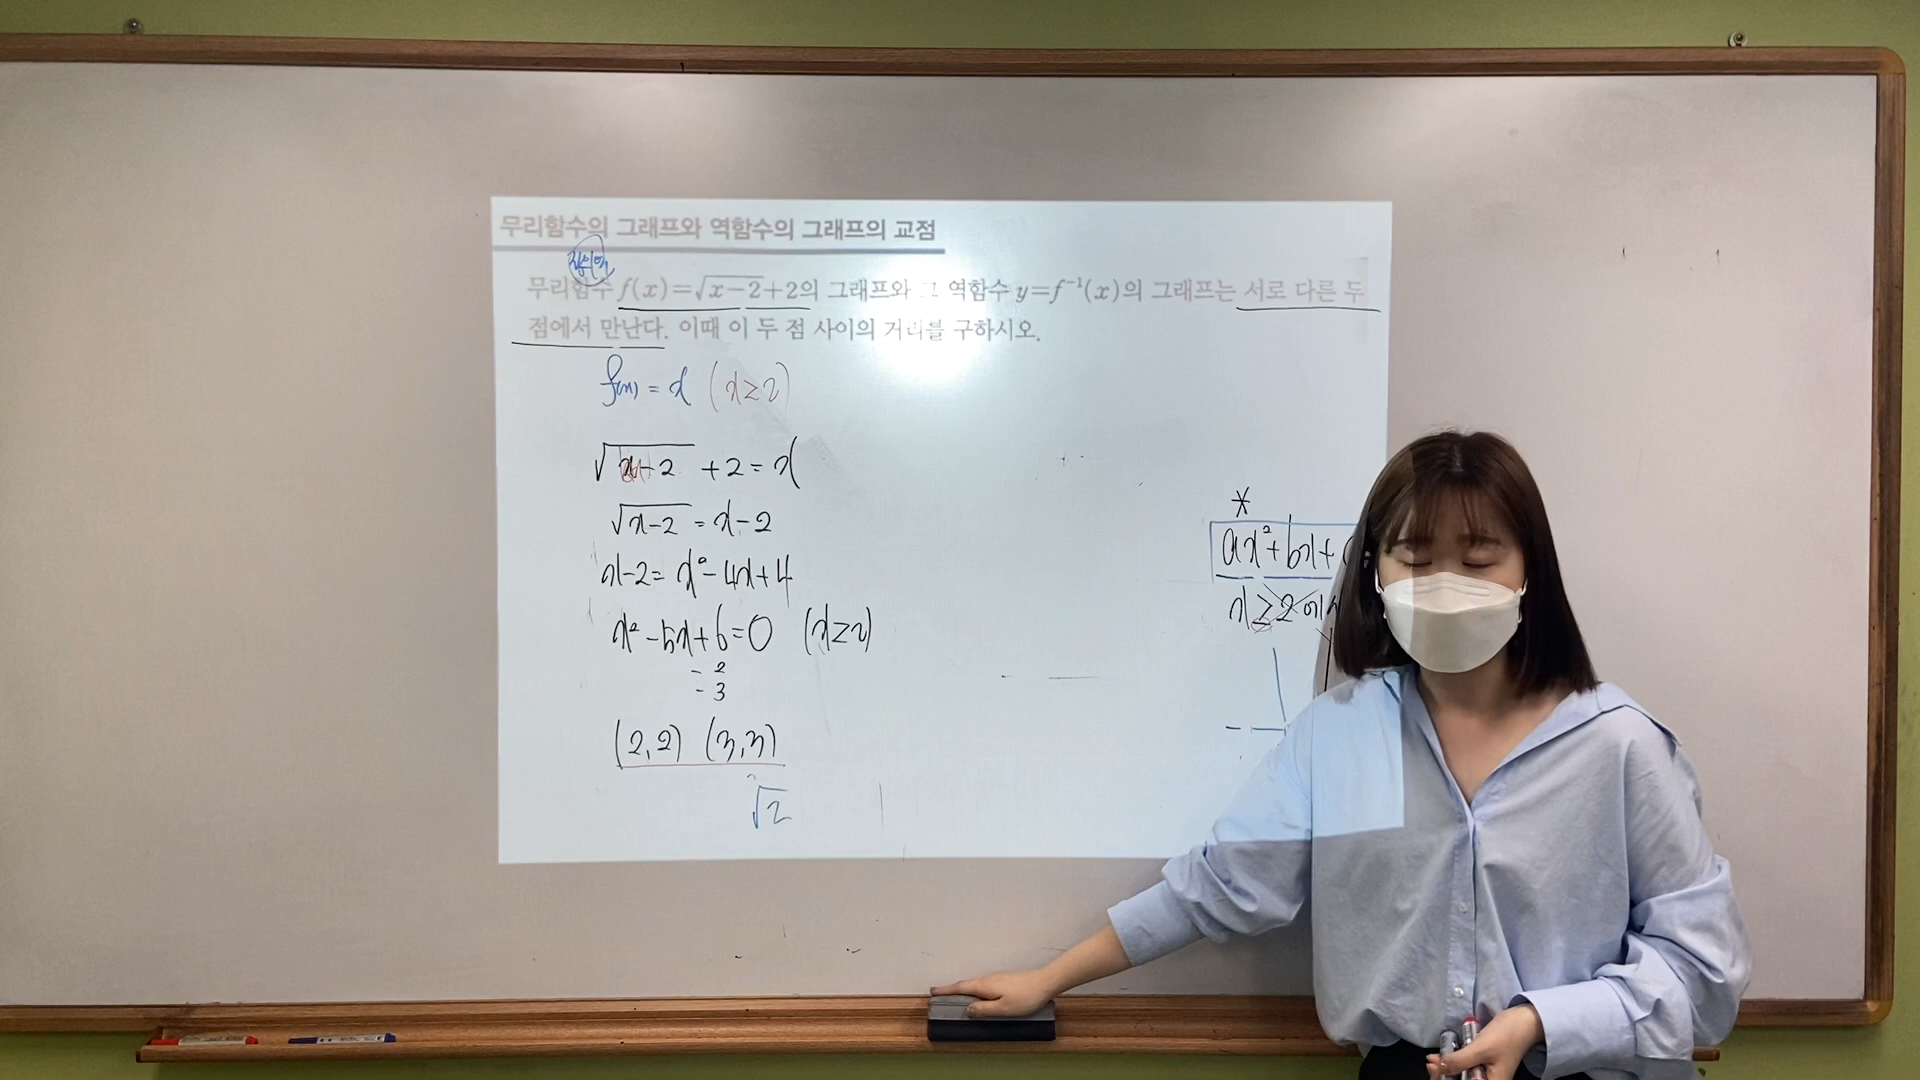 무리함수의 그래프와 역함수의 그래프의 교점
무리함수 f(x)=√x−2+2의 그래프와 그 역함수 y=f⁻¹(x)의 그래프는 서로 다른 두
점에서 만난다. 이때 이 두 점 사이의 거리를 구하시오.
f(x) = x (x≥2)
√x-2 + 2 = x
√x-2 = x-2
x-2 = x²-4x+4
x²-5x+6=0 (x≥2)
-2
-3
(2,2) (3,3)
√2
*
ax²+bx+
x≥2에서